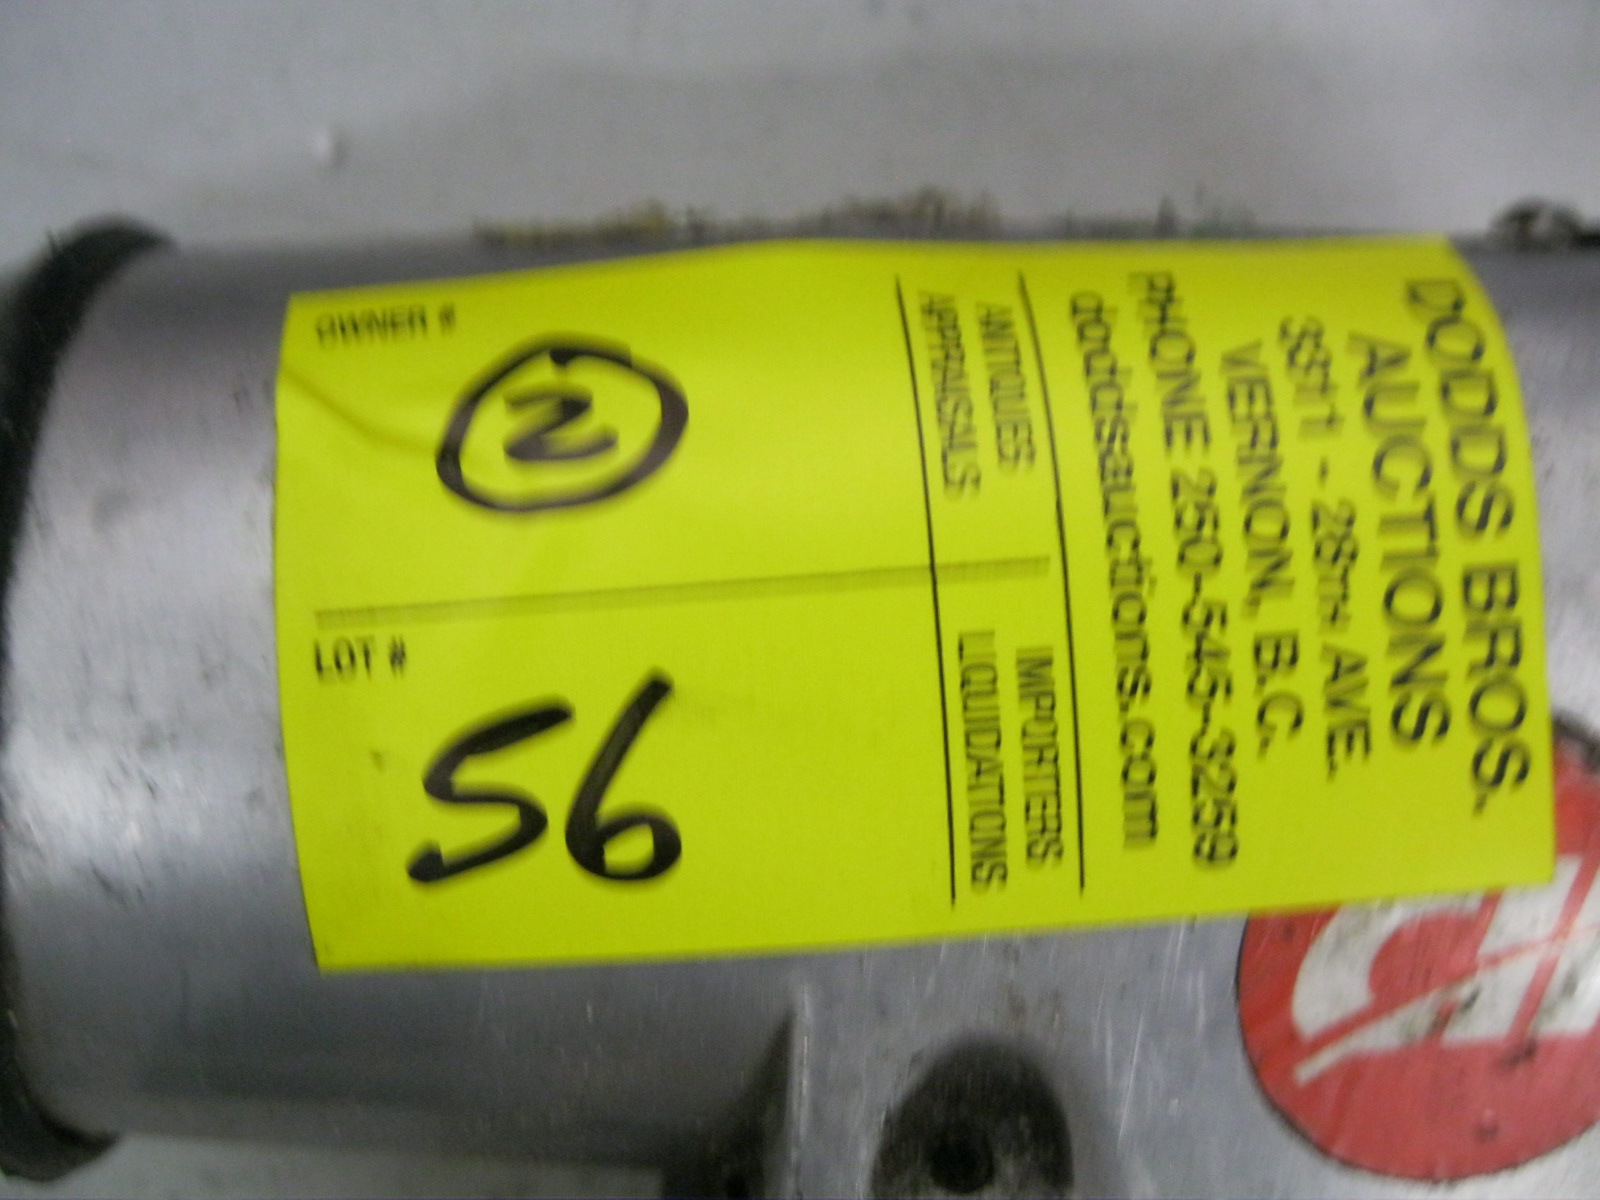 DODDS BROS.
AUCTIONS
3311 - 28TH AVE.
VERNON, B.C.
PHONE 250-545-3259
doddsauctions.com
ANTIQUES IMPORTERS
APPRAISALS LIQUIDATIONS
OWNER #
N
LOT #
56